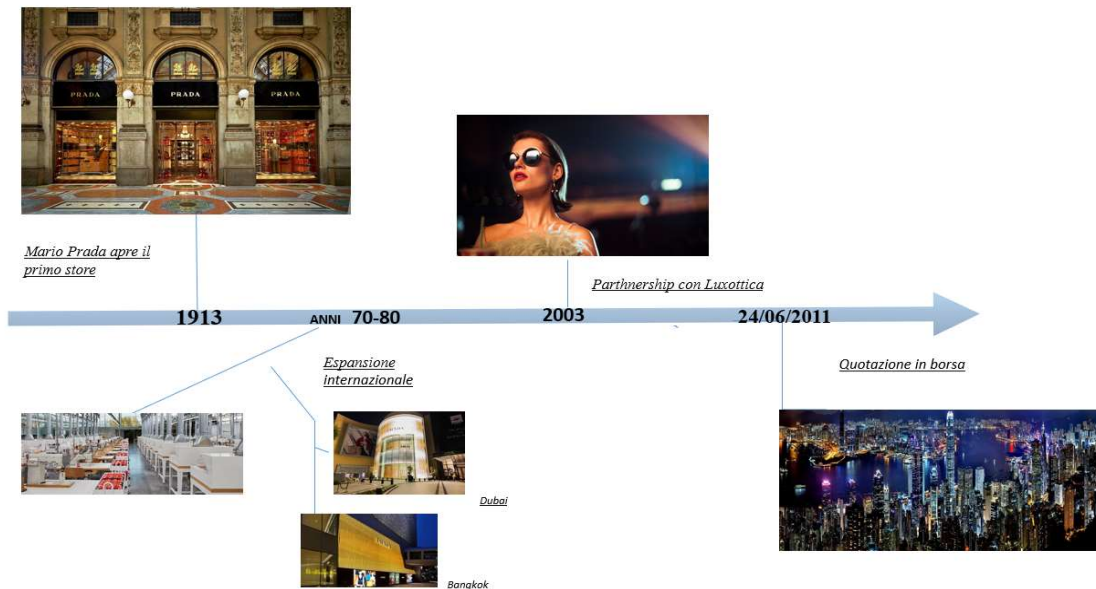 PRADA PRADA PRADA
Mario Prada apre il
primo store
Parthnership con Luxottica
1913 ANNI 70-80 2003 24/06/2011
Espansione
internazionale
Quotazione in borsa
Dubai
Bangkok